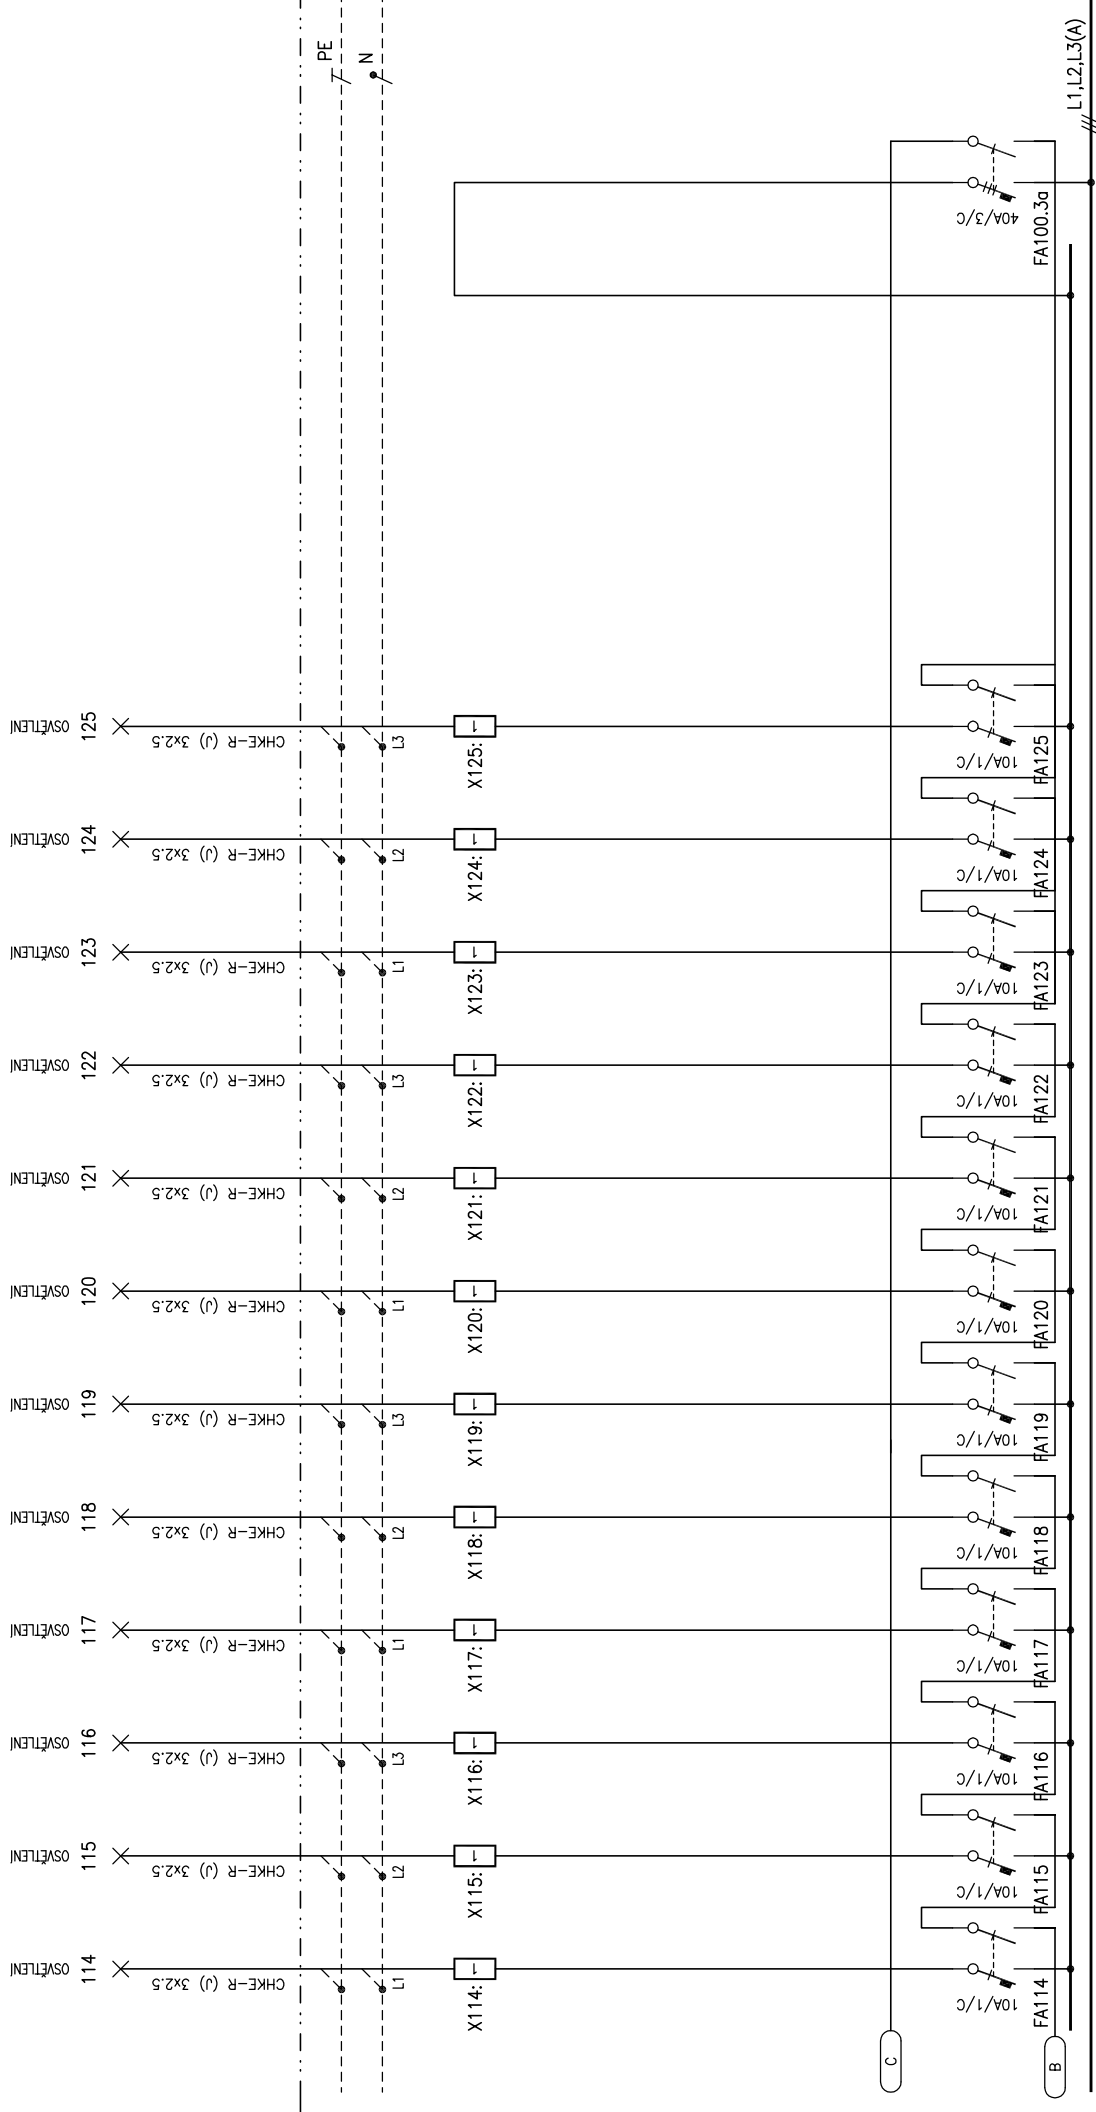 PE
N
L1,L2,L3(A)
40A/3/C
FA100.3a
OSVĚTLENÍ
125
CHKE-R (J) 3x2.5
L3
X125:
1
10A/1/C
FA125
OSVĚTLENÍ
124
CHKE-R (J) 3x2.5
L2
X124:
1
10A/1/C
FA124
OSVĚTLENÍ
123
CHKE-R (J) 3x2.5
L1
X123:
1
10A/1/C
FA123
OSVĚTLENÍ
122
CHKE-R (J) 3x2.5
L3
X122:
1
10A/1/C
FA122
OSVĚTLENÍ
121
CHKE-R (J) 3x2.5
L2
X121:
1
10A/1/C
FA121
OSVĚTLENÍ
120
CHKE-R (J) 3x2.5
L1
X120:
1
10A/1/C
FA120
OSVĚTLENÍ
119
CHKE-R (J) 3x2.5
L3
X119:
1
10A/1/C
FA119
OSVĚTLENÍ
118
CHKE-R (J) 3x2.5
L2
X118:
1
10A/1/C
FA118
OSVĚTLENÍ
117
CHKE-R (J) 3x2.5
L1
X117:
1
10A/1/C
FA117
OSVĚTLENÍ
116
CHKE-R (J) 3x2.5
L3
X116:
1
10A/1/C
FA116
OSVĚTLENÍ
115
CHKE-R (J) 3x2.5
L2
X115:
1
10A/1/C
FA115
OSVĚTLENÍ
114
CHKE-R (J) 3x2.5
L1
X114:
1
10A/1/C
FA114
C
B